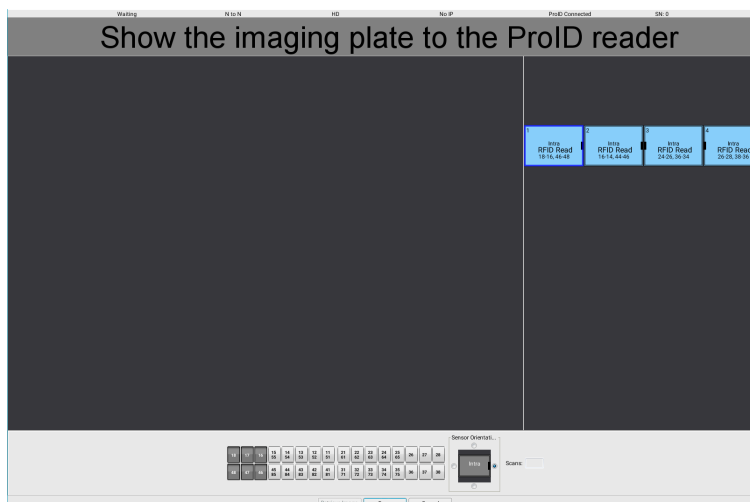 Waiting N to N HD No IP ProID Connected SN: 0
Show the imaging plate to the ProID reader
1 2 3 4
Intra Intra Intra Intra
RFID Read RFID Read RFID Read RFID Read
18-16, 46-48 16-14, 44-46 24-26, 36-34 26-28, 38-36
Sensor Orientati...
18 17 16 15 14 13 12 11 21 22 23 24 25 26 27 28
55 54 53 52 51 61 62 63 64 65
Intra
Scans:
48 47 46 45 44 43 42 41 31 32 33 34 35 36 37 38
85 84 83 82 81 71 72 73 74 75